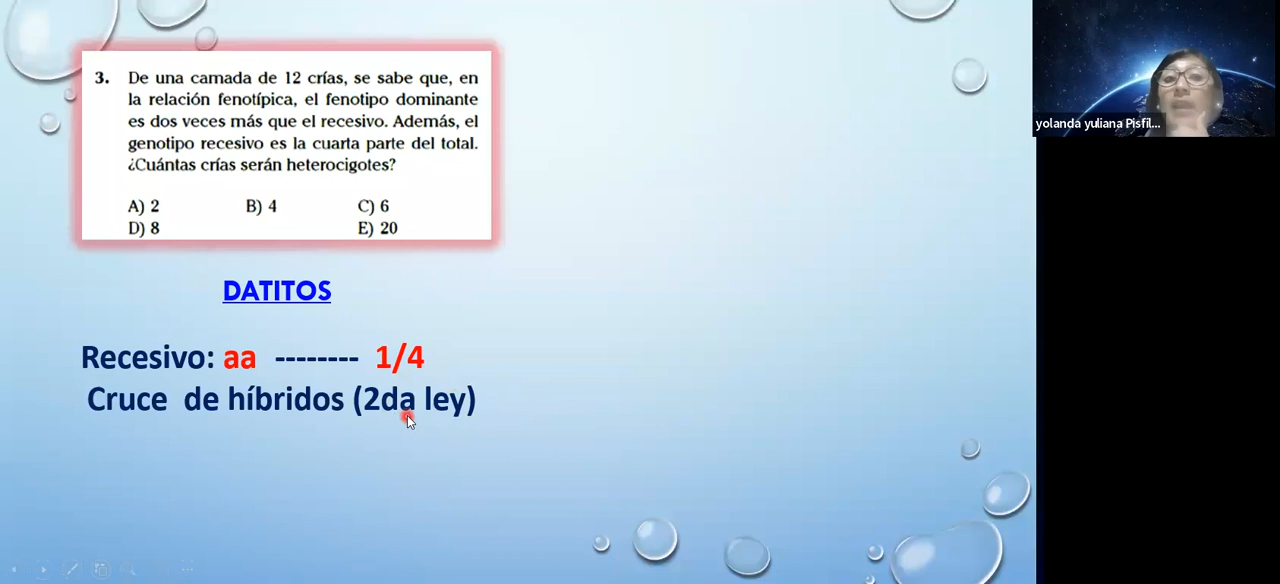 3. De una camada de 12 crías, se sabe que, en
la relación fenotípica, el fenotipo dominante
es dos veces más que el recesivo. Además, el
genotipo recesivo es la cuarta parte del total.
¿Cuántas crías serán heterocigotes?
A) 2 B) 4 C) 6
D) 8 E) 20
DATITOS
Recesivo: aa -------- 1/4
Cruce de híbridos (2da ley)
yolanda yuliana Pisfil...